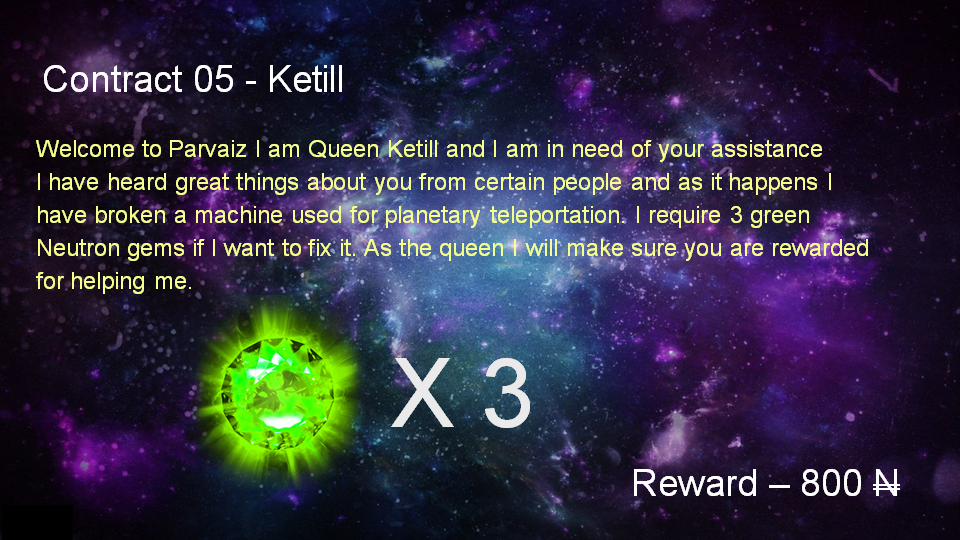 Contract 05 - Ketill
Welcome to Parvaiz I am Queen Ketill and I am in need of your assistance
I have heard great things about you from certain people and as it happens I
have broken a machine used for planetary teleportation. I require 3 green
Neutron gems if I want to fix it. As the queen I will make sure you are rewarded
for helping me.
X 3
Reward – 800 ₦